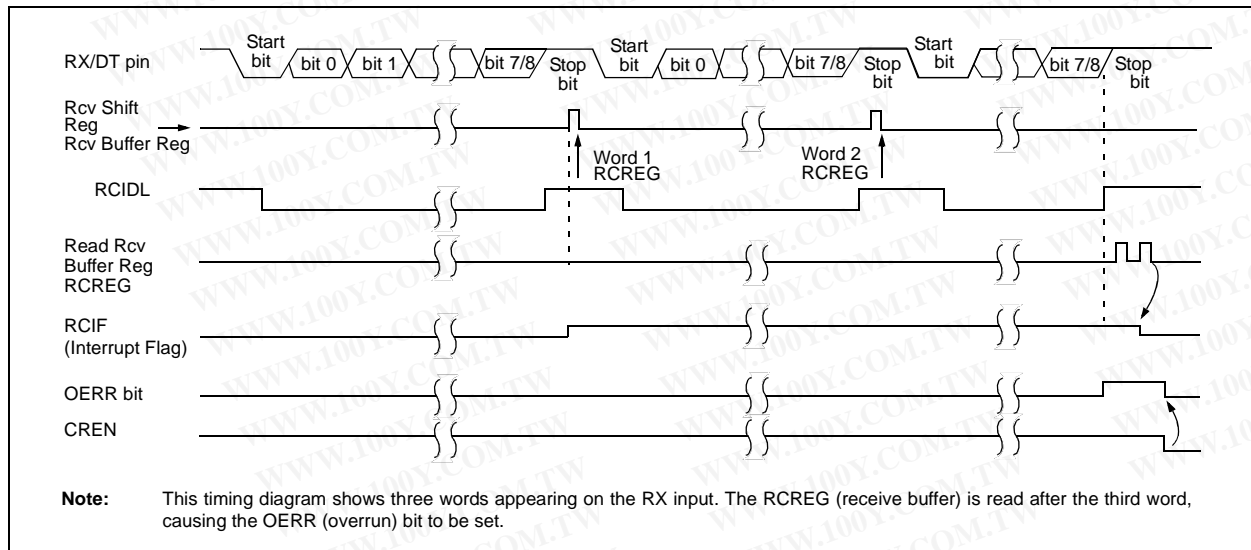 RX/DT pin
Start bit
bit 0
bit 1
bit 7/8
Stop bit
Start bit
bit 0
bit 7/8
Stop bit
Start bit
bit 7/8
Stop bit
Rcv Shift
Reg
Rcv Buffer Reg
Word 1
RCREG
Word 2
RCREG
RCIDL
Read Rcv
Buffer Reg
RCREG
RCIF
(Interrupt Flag)
OERR bit
CREN
Note: This timing diagram shows three words appearing on the RX input. The RCREG (receive buffer) is read after the third word,
causing the OERR (overrun) bit to be set.
WWW.100Y.COM.TW